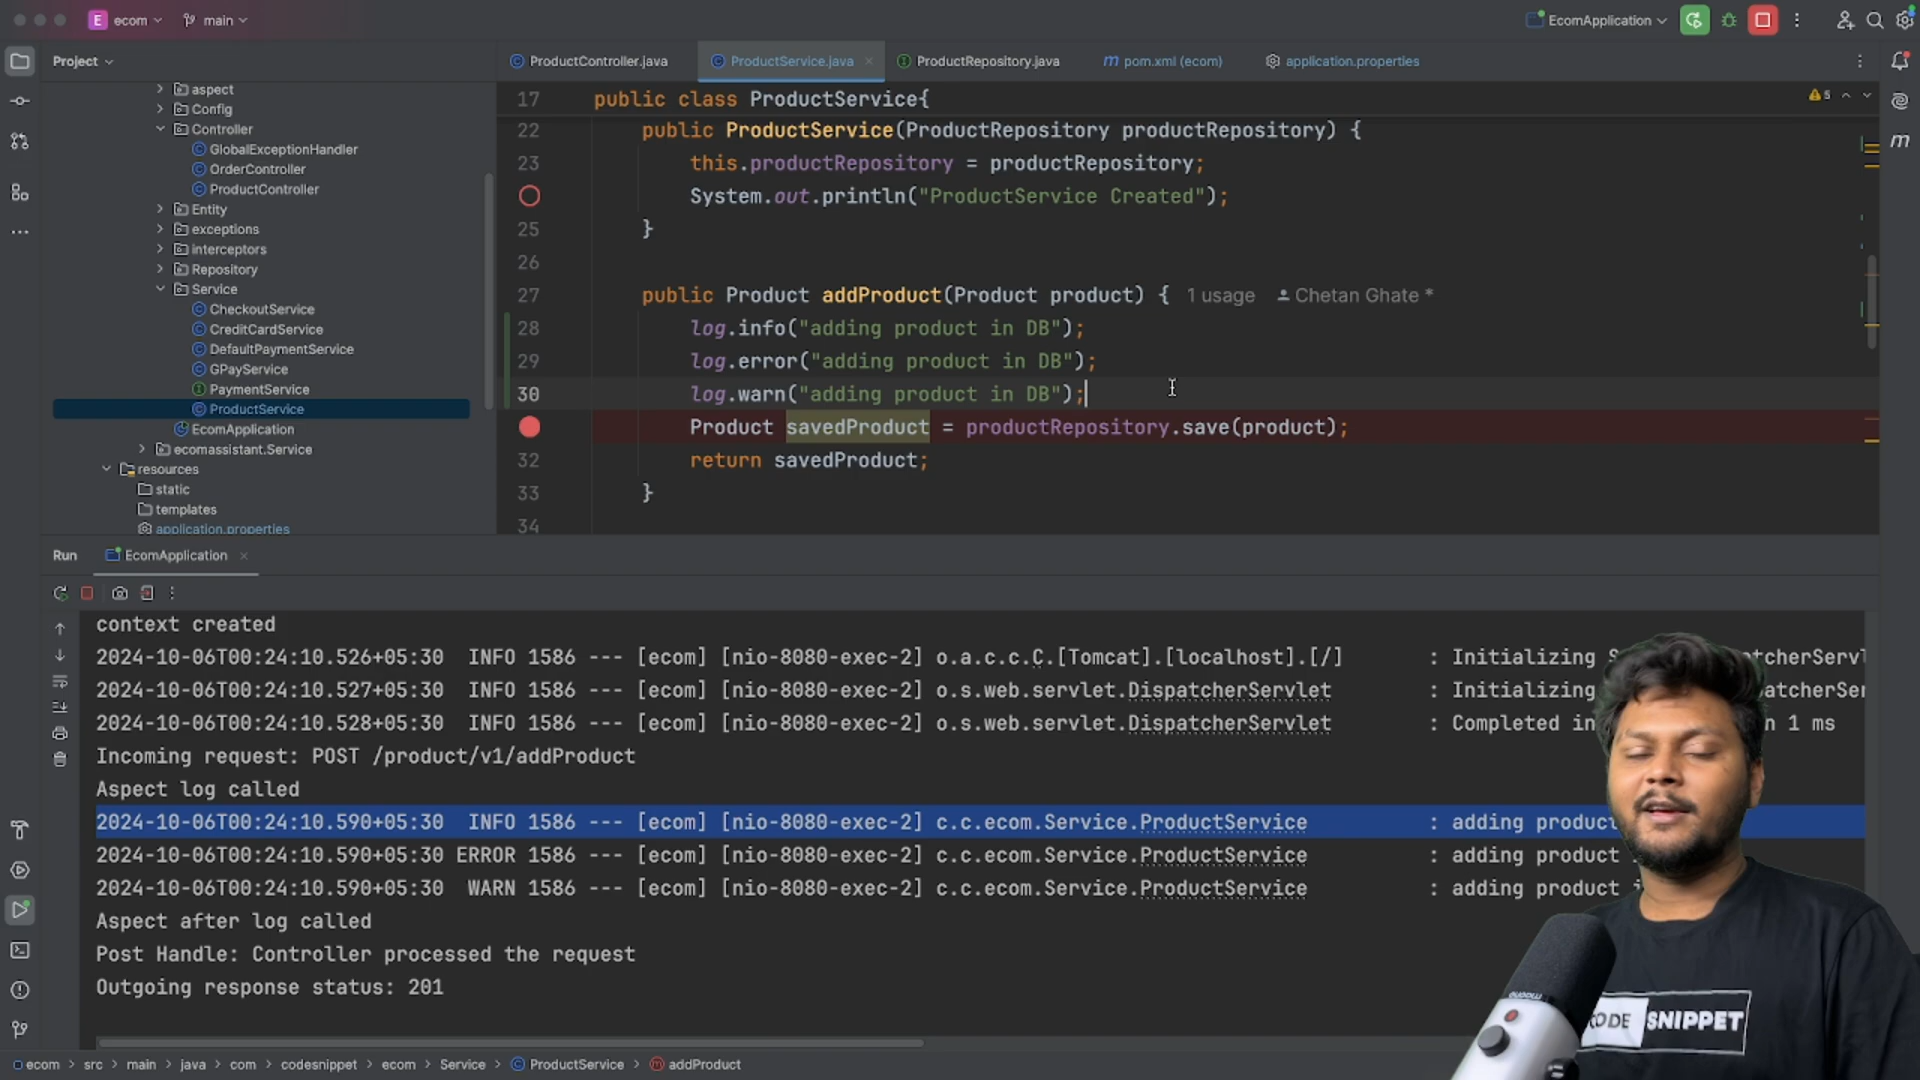 E ecom main EcomApplication
Project
ProductController.java ProductService.java ProductRepository.java pom.xml (ecom) application.properties
aspect
Config
Controller
GlobalExceptionHandler
OrderController
ProductController
Entity
exceptions
interceptors
Repository
Service
CheckoutService
CreditCardService
DefaultPaymentService
GPayService
PaymentService
ProductService
EcomApplication
ecomassistant.Service
resources
static
templates
application.properties
17 public class ProductService{ 5
22 public ProductService(ProductRepository productRepository) {
23 this.productRepository = productRepository;
System.out.println("ProductService Created");
25 }
26
27 public Product addProduct(Product product) { 1 usage Chetan Ghate *
28 log.info("adding product in DB");
29 log.error("adding product in DB");
30 log.warn("adding product in DB");
Product savedProduct = productRepository.save(product);
32 return savedProduct;
33 }
34
Run EcomApplication
context created
2024-10-06T00:24:10.526+05:30 INFO 1586 --- [ecom] [nio-8080-exec-2] o.a.c.c.C.[Tomcat].[localhost].[/] : Initializing
2024-10-06T00:24:10.527+05:30 INFO 1586 --- [ecom] [nio-8080-exec-2] o.s.web.servlet.DispatcherServlet : Initializing
2024-10-06T00:24:10.528+05:30 INFO 1586 --- [ecom] [nio-8080-exec-2] o.s.web.servlet.DispatcherServlet : Completed 1 ms
Incoming request: POST /product/v1/addProduct
Aspect log called
2024-10-06T00:24:10.590+05:30 INFO 1586 --- [ecom] [nio-8080-exec-2] c.c.ecom.Service.ProductService : adding
2024-10-06T00:24:10.590+05:30 ERROR 1586 --- [ecom] [nio-8080-exec-2] c.c.ecom.Service.ProductService : adding product
2024-10-06T00:24:10.590+05:30 WARN 1586 --- [ecom] [nio-8080-exec-2] c.c.ecom.Service.ProductService : adding product
Aspect after log called
Post Handle: Controller processed the request
Outgoing response status: 201
SNIPPET
ecom > src > main > java > com > codesnippet > ecom > Service > ProductService > addProduct